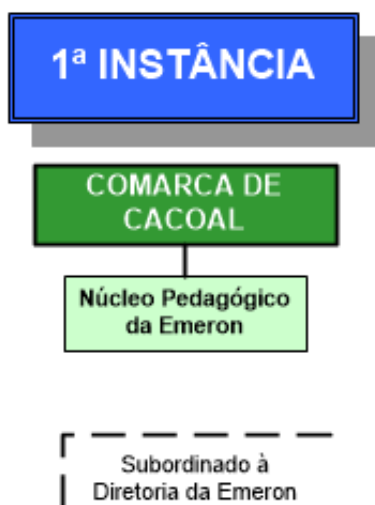 1ª INSTÂNCIA
COMARCA DE
CACOAL
Núcleo Pedagógico
da Emeron
Subordinado à
Diretoria da Emeron